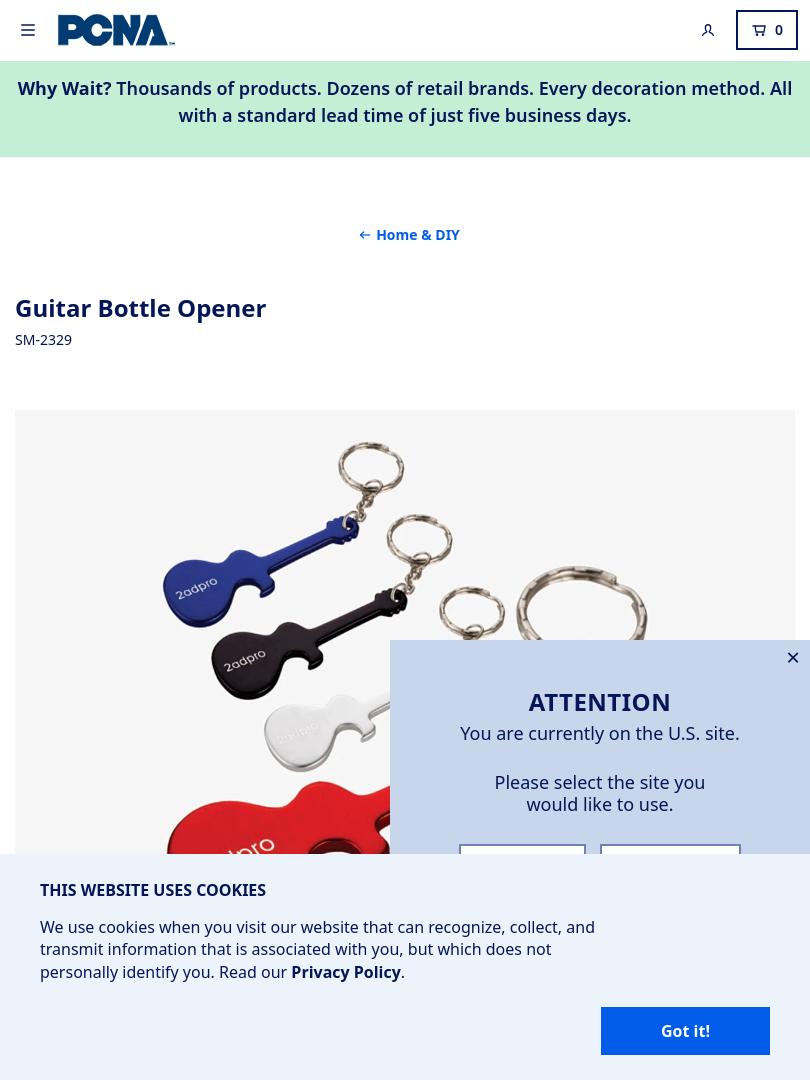 PCNA
0
Why Wait? Thousands of products. Dozens of retail brands. Every decoration method. All
with a standard lead time of just five business days.
← Home & DIY
Guitar Bottle Opener
SM-2329
2adpro
2adpro
2adpro
ATTENTION
You are currently on the U.S. site.
Please select the site you
would like to use.
THIS WEBSITE USES COOKIES
We use cookies when you visit our website that can recognize, collect, and
transmit information that is associated with you, but which does not
personally identify you. Read our Privacy Policy.
Got it!